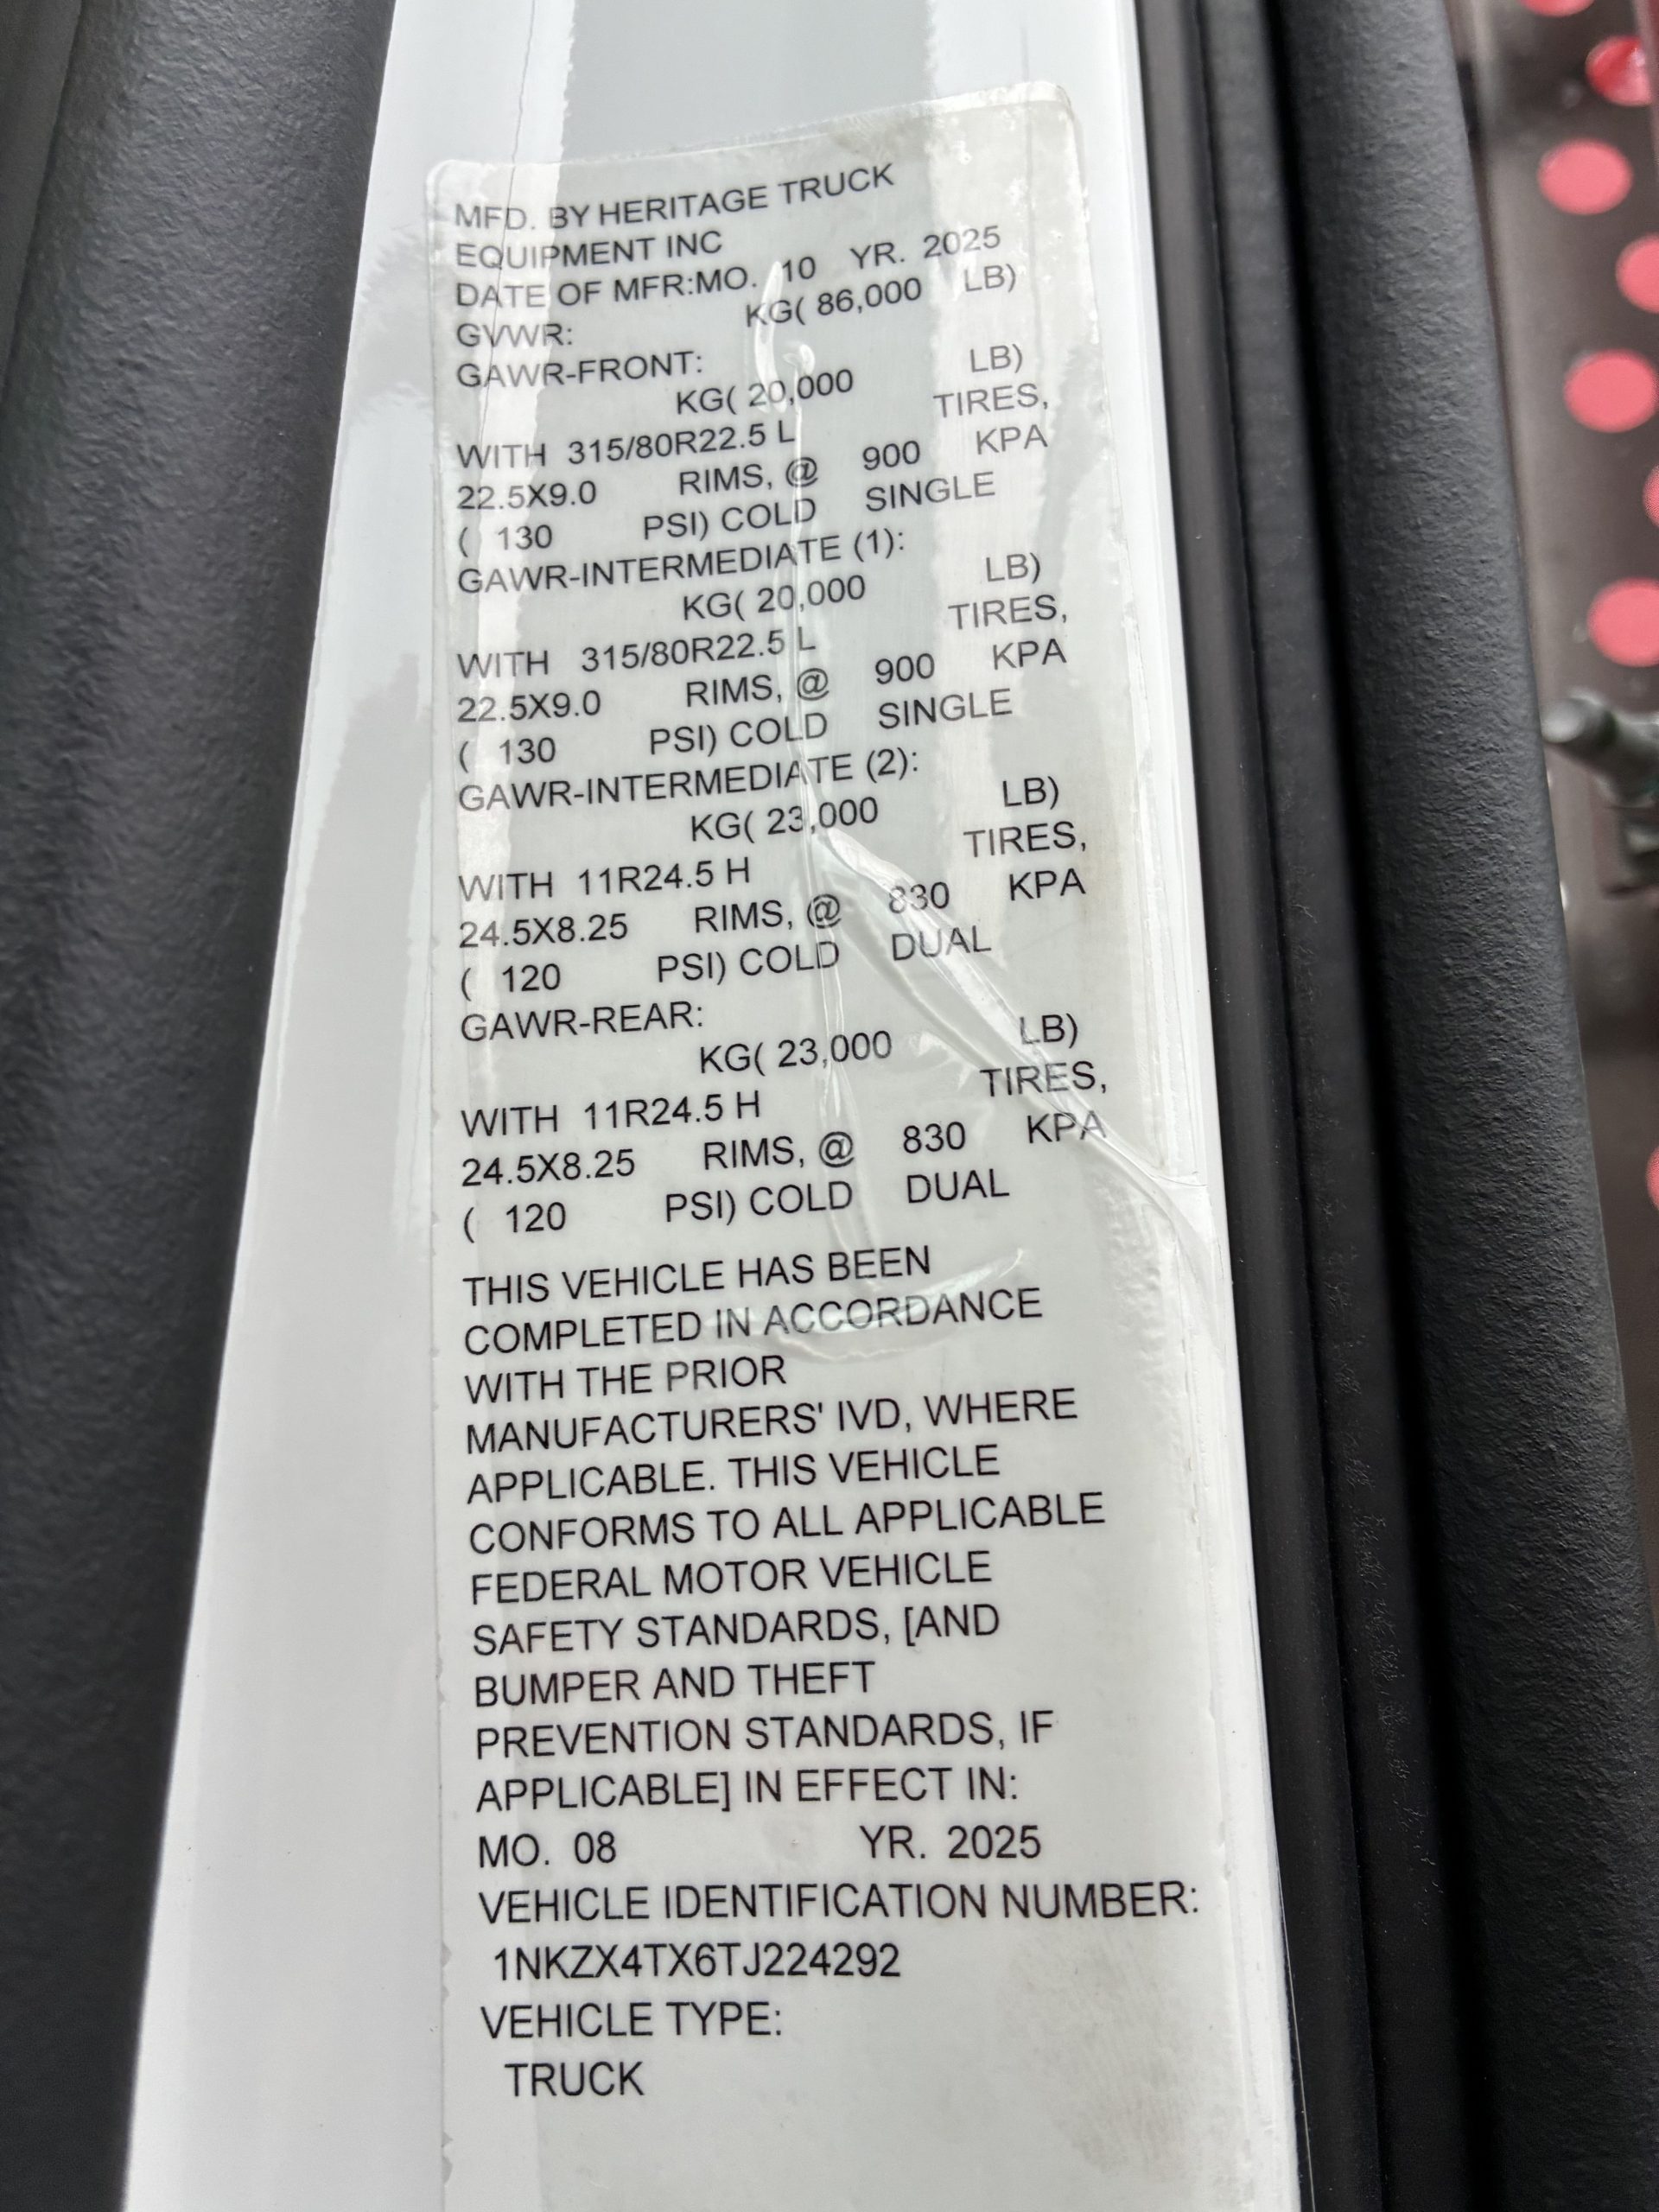 MFD. BY HERITAGE TRUCK
EQUIPMENT INC
DATE OF MFR:MO. 10 YR. 2025
GVWR: KG( 86,000 LB)
GAWR-FRONT:
KG( 20,000 LB)
WITH 315/80R22.5 L TIRES,
22.5X9.0 RIMS, @ 900 KPA
( 130 PSI) COLD SINGLE
GAWR-INTERMEDIATE (1):
KG( 20,000 LB)
WITH 315/80R22.5 L TIRES,
22.5X9.0 RIMS, @ 900 KPA
( 130 PSI) COLD SINGLE
GAWR-INTERMEDIATE (2):
KG( 23,000 LB)
WITH 11R24.5 H TIRES,
24.5X8.25 RIMS, @ 830 KPA
( 120 PSI) COLD DUAL
GAWR-REAR:
KG( 23,000 LB)
WITH 11R24.5 H TIRES,
24.5X8.25 RIMS, @ 830 KPA
( 120 PSI) COLD DUAL
THIS VEHICLE HAS BEEN
COMPLETED IN ACCORDANCE
WITH THE PRIOR
MANUFACTURERS' IVD, WHERE
APPLICABLE. THIS VEHICLE
CONFORMS TO ALL APPLICABLE
FEDERAL MOTOR VEHICLE
SAFETY STANDARDS, [AND
BUMPER AND THEFT
PREVENTION STANDARDS, IF
APPLICABLE] IN EFFECT IN:
MO. 08 YR. 2025
VEHICLE IDENTIFICATION NUMBER:
1NKZX4TX6TJ224292
VEHICLE TYPE:
TRUCK